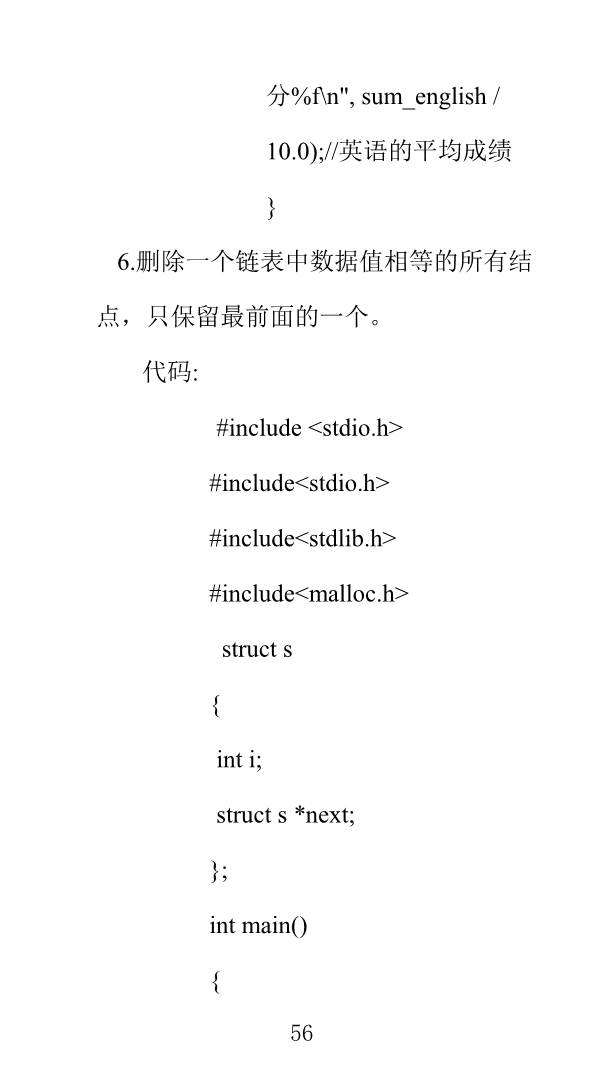 分%f\n", sum_english /
10.0);//英语的平均成绩
}
6.删除一个链表中数据值相等的所有结
点，只保留最前面的一个。
代码:
#include <stdio.h>
#include<stdio.h>
#include<stdlib.h>
#include<malloc.h>
struct s
{
int i;
struct s *next;
};
int main()
{
56